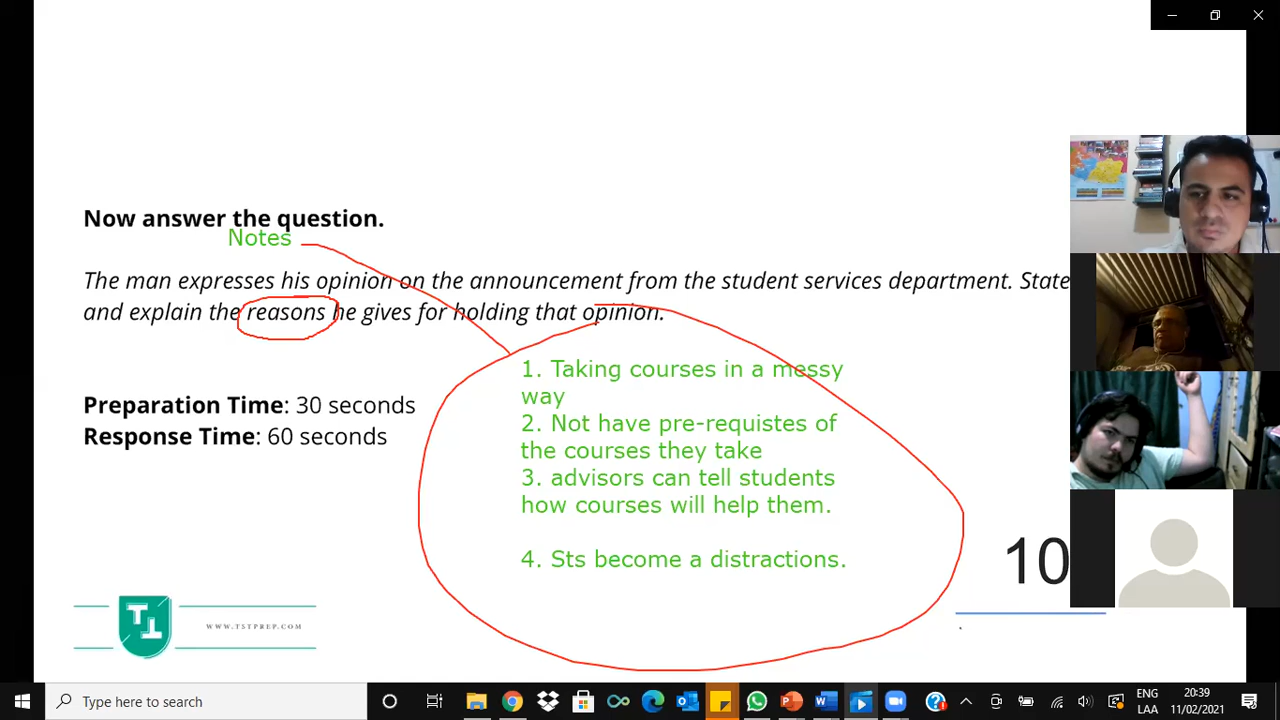 Now answer the question.
Notes
The man expresses his opinion on the announcement from the student services department. State
and explain the reasons he gives for holding that opinion.
1. Taking courses in a messy
way
2. Not have pre-requistes of
the courses they take
3. advisors can tell students
how courses will help them.
4. Sts become a distractions.
Preparation Time: 30 seconds
Response Time: 60 seconds
10
WWW.TSTPREP.COM
Type here to search
ENG
LAA
20:39
11/02/2021